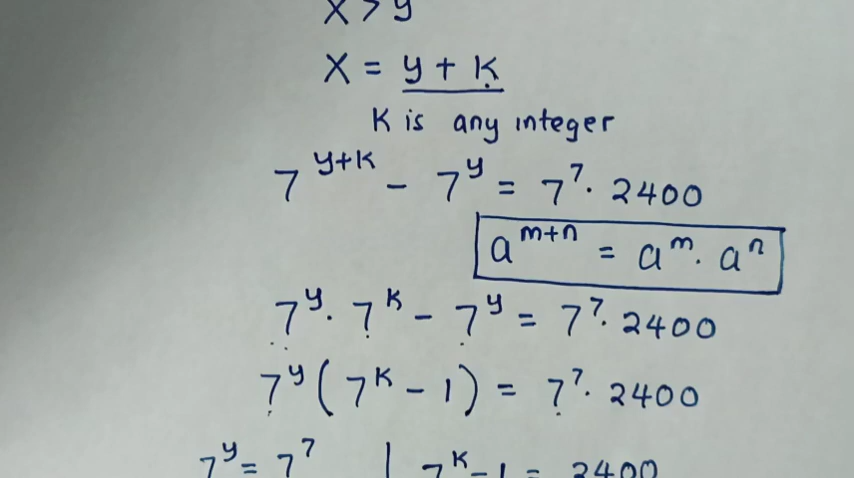 X > y
X = y + k
K is any integer
7^{y+k} - 7^y = 7^7 · 2400
a^{m+n} = a^m · a^n
7^y · 7^k - 7^y = 7^7 · 2400
7^y (7^k - 1) = 7^7 · 2400
7^y = 7^7 | 7^k - 1 = 2400